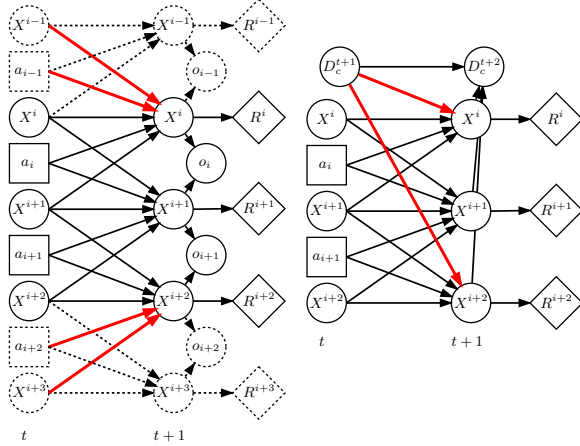 X^{i-1} X^{i-1} R^{i-1}
a_{i-1} o_{i-1}
X^i X^i R^i
a_i o_i
X^{i+1} X^{i+1} R^{i+1}
a_{i+1} o_{i+1}
X^{i+2} X^{i+2} R^{i+2}
a_{i+2} o_{i+2}
X^{i+3} X^{i+3} R^{i+3}
t t + 1
D_c^{t+1} D_c^{t+2}
X^i X^i R^i
a_i
X^{i+1} X^{i+1} R^{i+1}
a_{i+1}
X^{i+2} X^{i+2} R^{i+2}
t t + 1